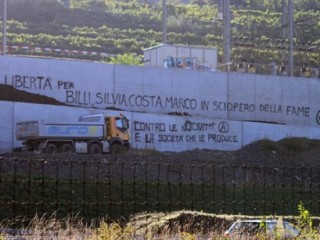 LIBERTÀ PER
BILLI, SILVIA, COSTA, MARCO IN SCIOPERO DELLA FAME
CONTRO LE NOCIVITÀ
E LA SOCIETÀ CHE LE PRODUCE